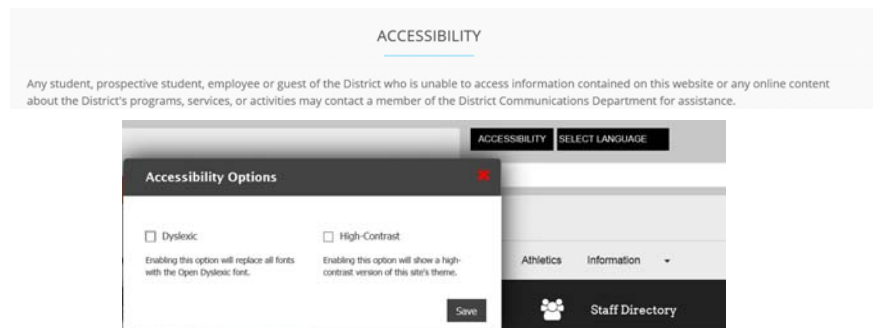 ACCESSIBILITY
Any student, prospective student, employee or guest of the District who is unable to access information contained on this website or any online content
about the District's programs, services, or activities may contact a member of the District Communications Department for assistance.
ACCESSIBILITY SELECT LANGUAGE
Accessibility Options
Dyslexic
Enabling this option will replace all fonts
with the Open Dyslexic font.
High-Contrast
Enabling this option will show a high-
contrast version of this site's theme.
Save
Athletics Information
Staff Directory